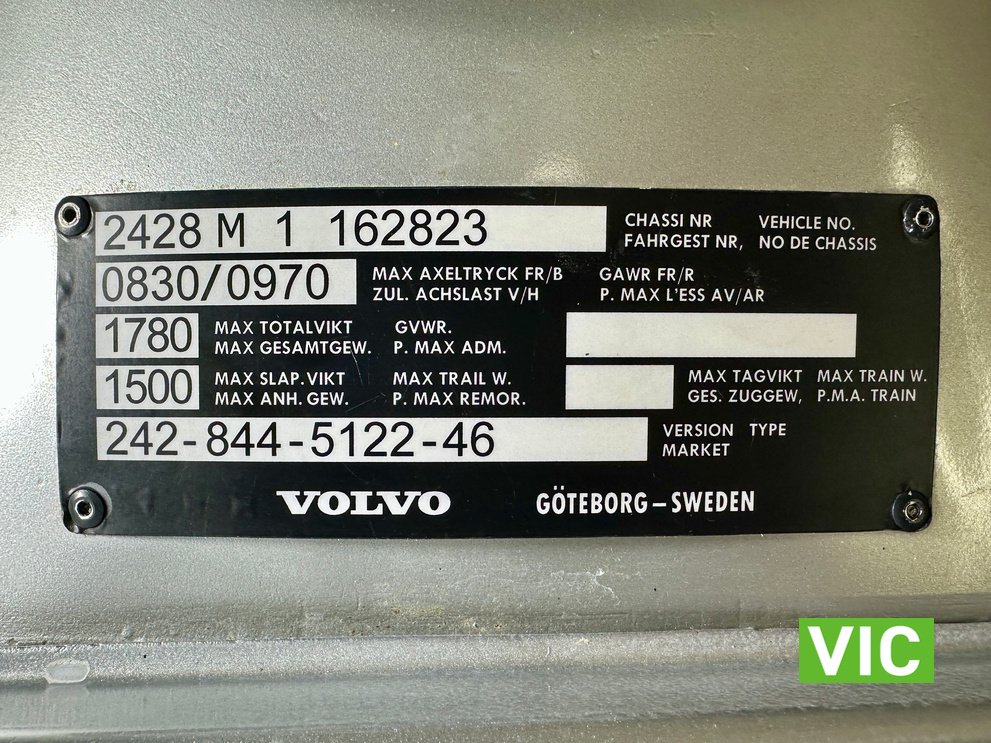 2428 M 1 162823 CHASSI NR VEHICLE NO.
FAHRGEST NR, NO DE CHASSIS
0830/0970 MAX AXELTRYCK FR/B GAWR FR/R
ZUL. ACHSLAST V/H P. MAX L'ESS AV/AR
1780 MAX TOTALVIKT GVWR.
MAX GESAMTGEW. P. MAX ADM.
1500 MAX SLAP.VIKT MAX TRAIL W. MAX TAGVIKT MAX TRAIN W.
MAX ANH. GEW. P. MAX REMOR. GES. ZUGGEW, P.M.A. TRAIN
242-844-5122-46 VERSION TYPE
MARKET
VOLVO GÖTEBORG–SWEDEN
VIC